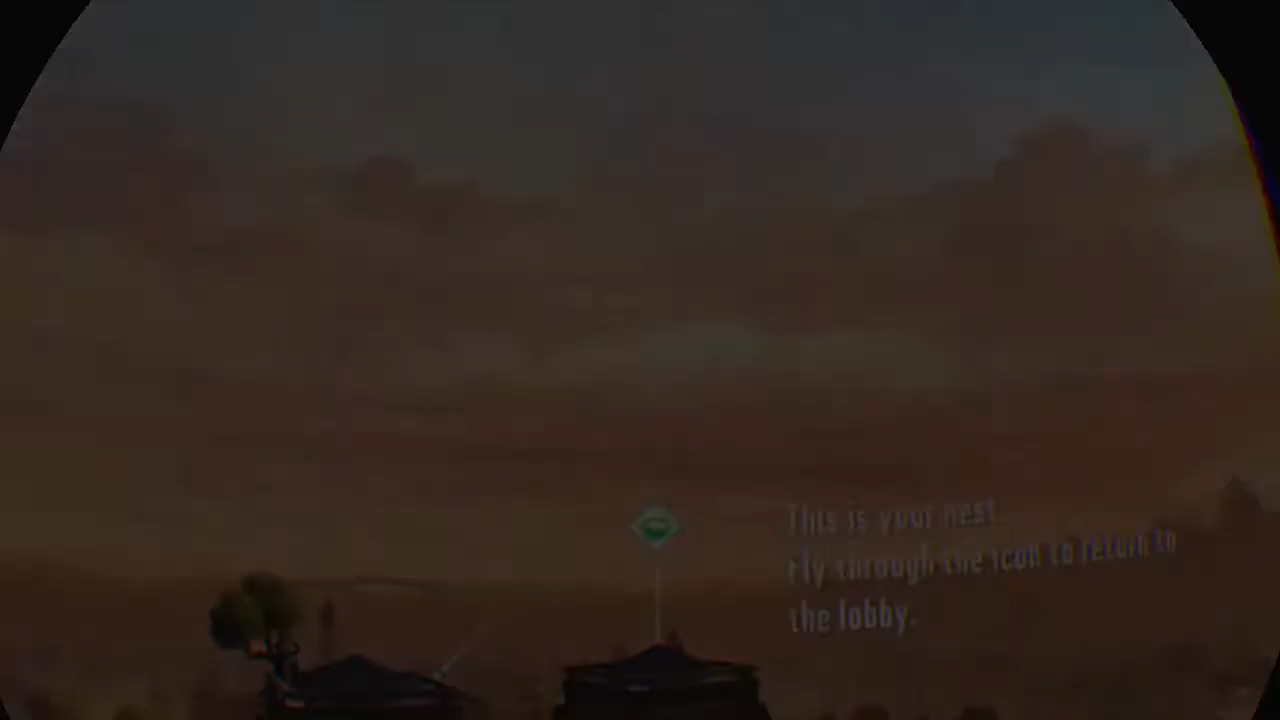 This is your nest.
Fly through the icon to return to
the lobby.